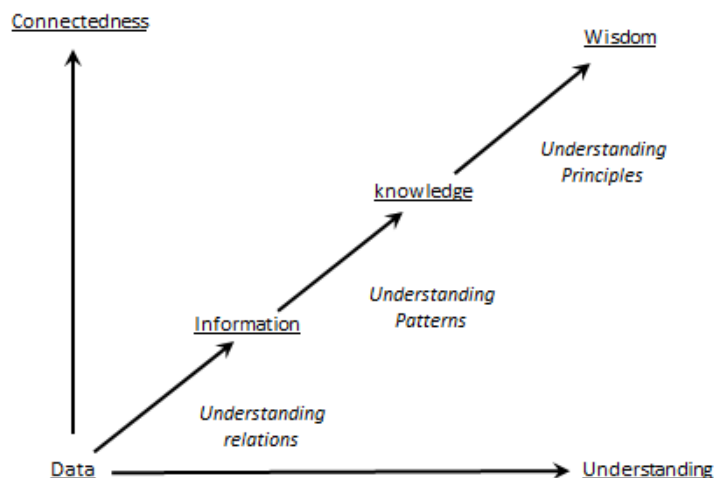 Connectedness
Wisdom
Understanding
Principles
knowledge
Understanding
Patterns
Information
Understanding
relations
Data
Understanding